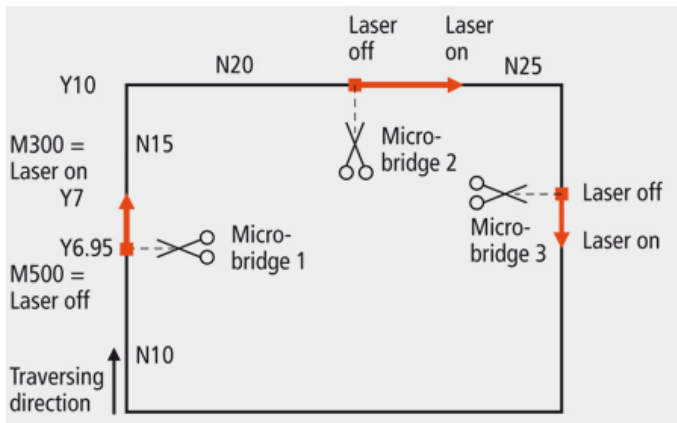 Laser
off
Laser
on
N20
N25
Y10
M300 =
Laser on
N15
Micro-
bridge 2
Y7
Laser off
Y6.95
Micro-
bridge 1
Micro-
bridge 3
Laser on
M500 =
Laser off
N10
Traversing
direction